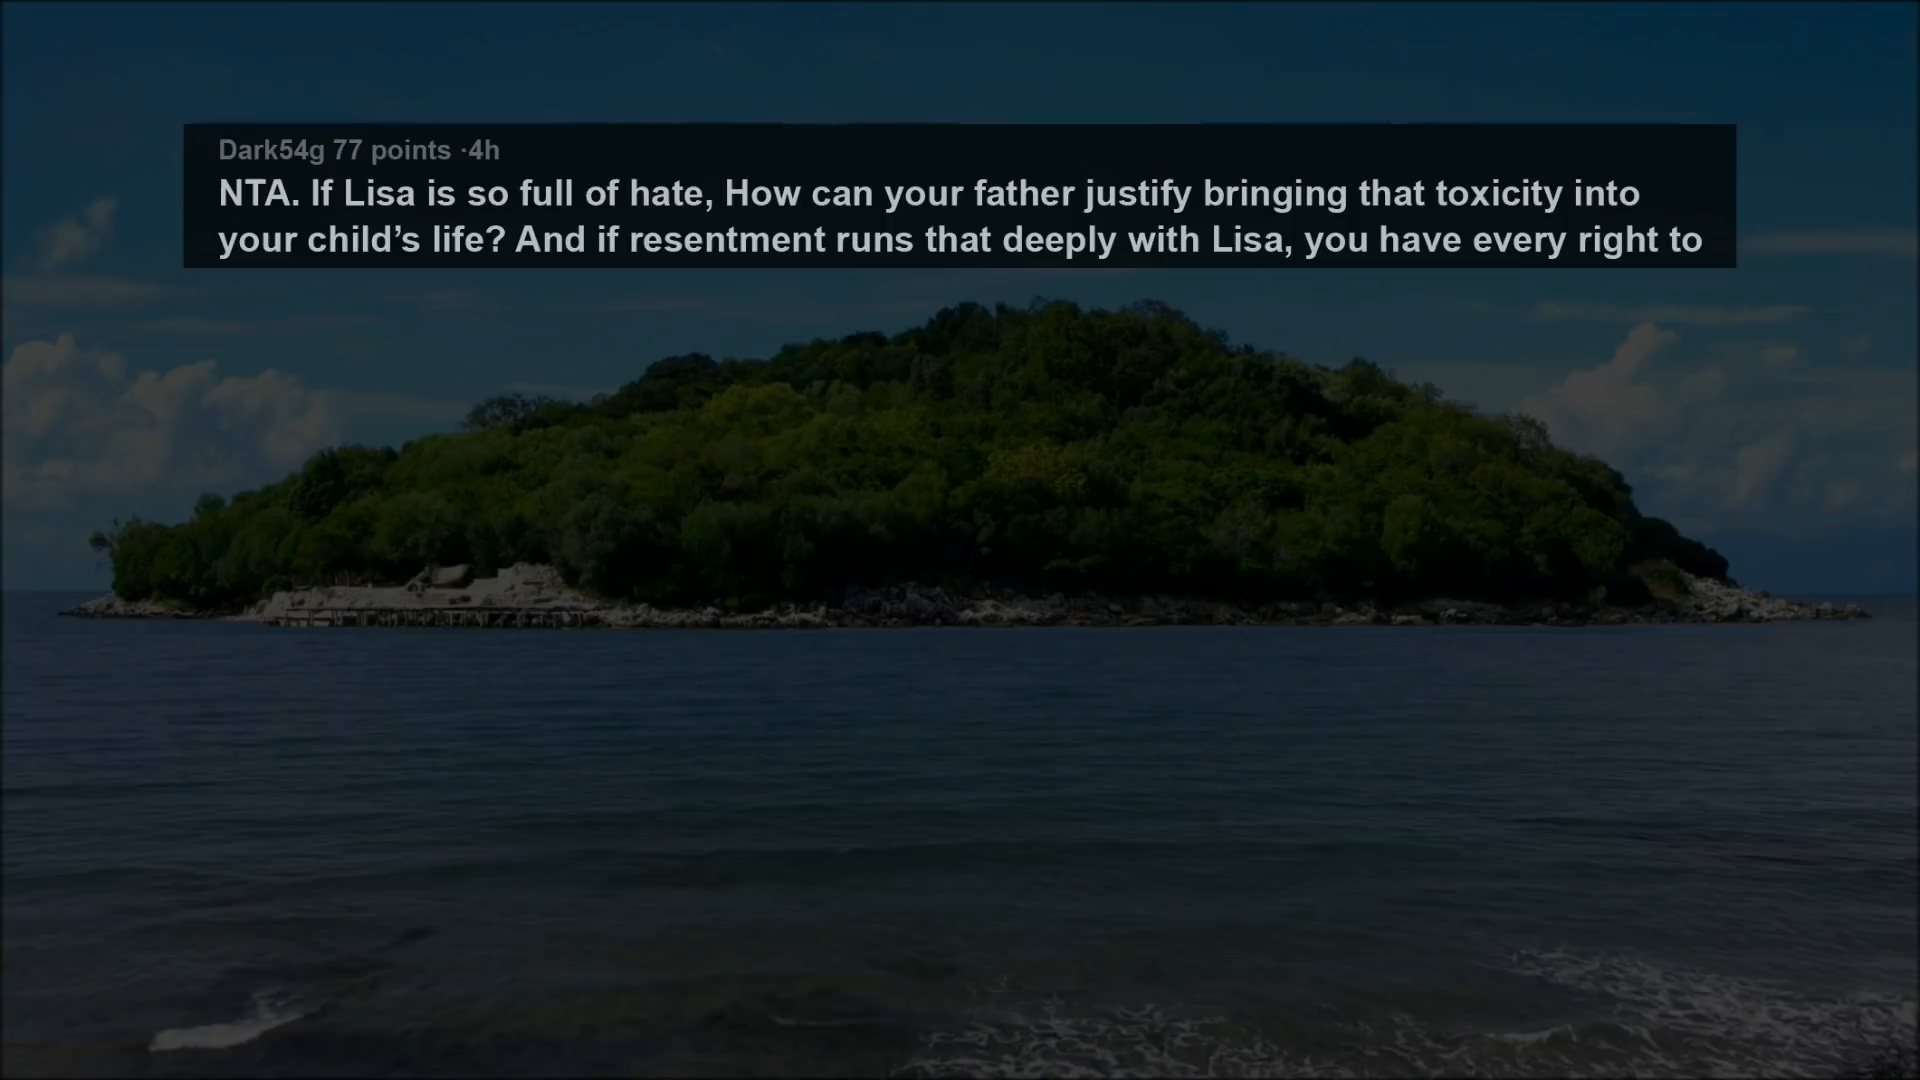 Dark54g 77 points ·4h
NTA. If Lisa is so full of hate, How can your father justify bringing that toxicity into
your child’s life? And if resentment runs that deeply with Lisa, you have every right to